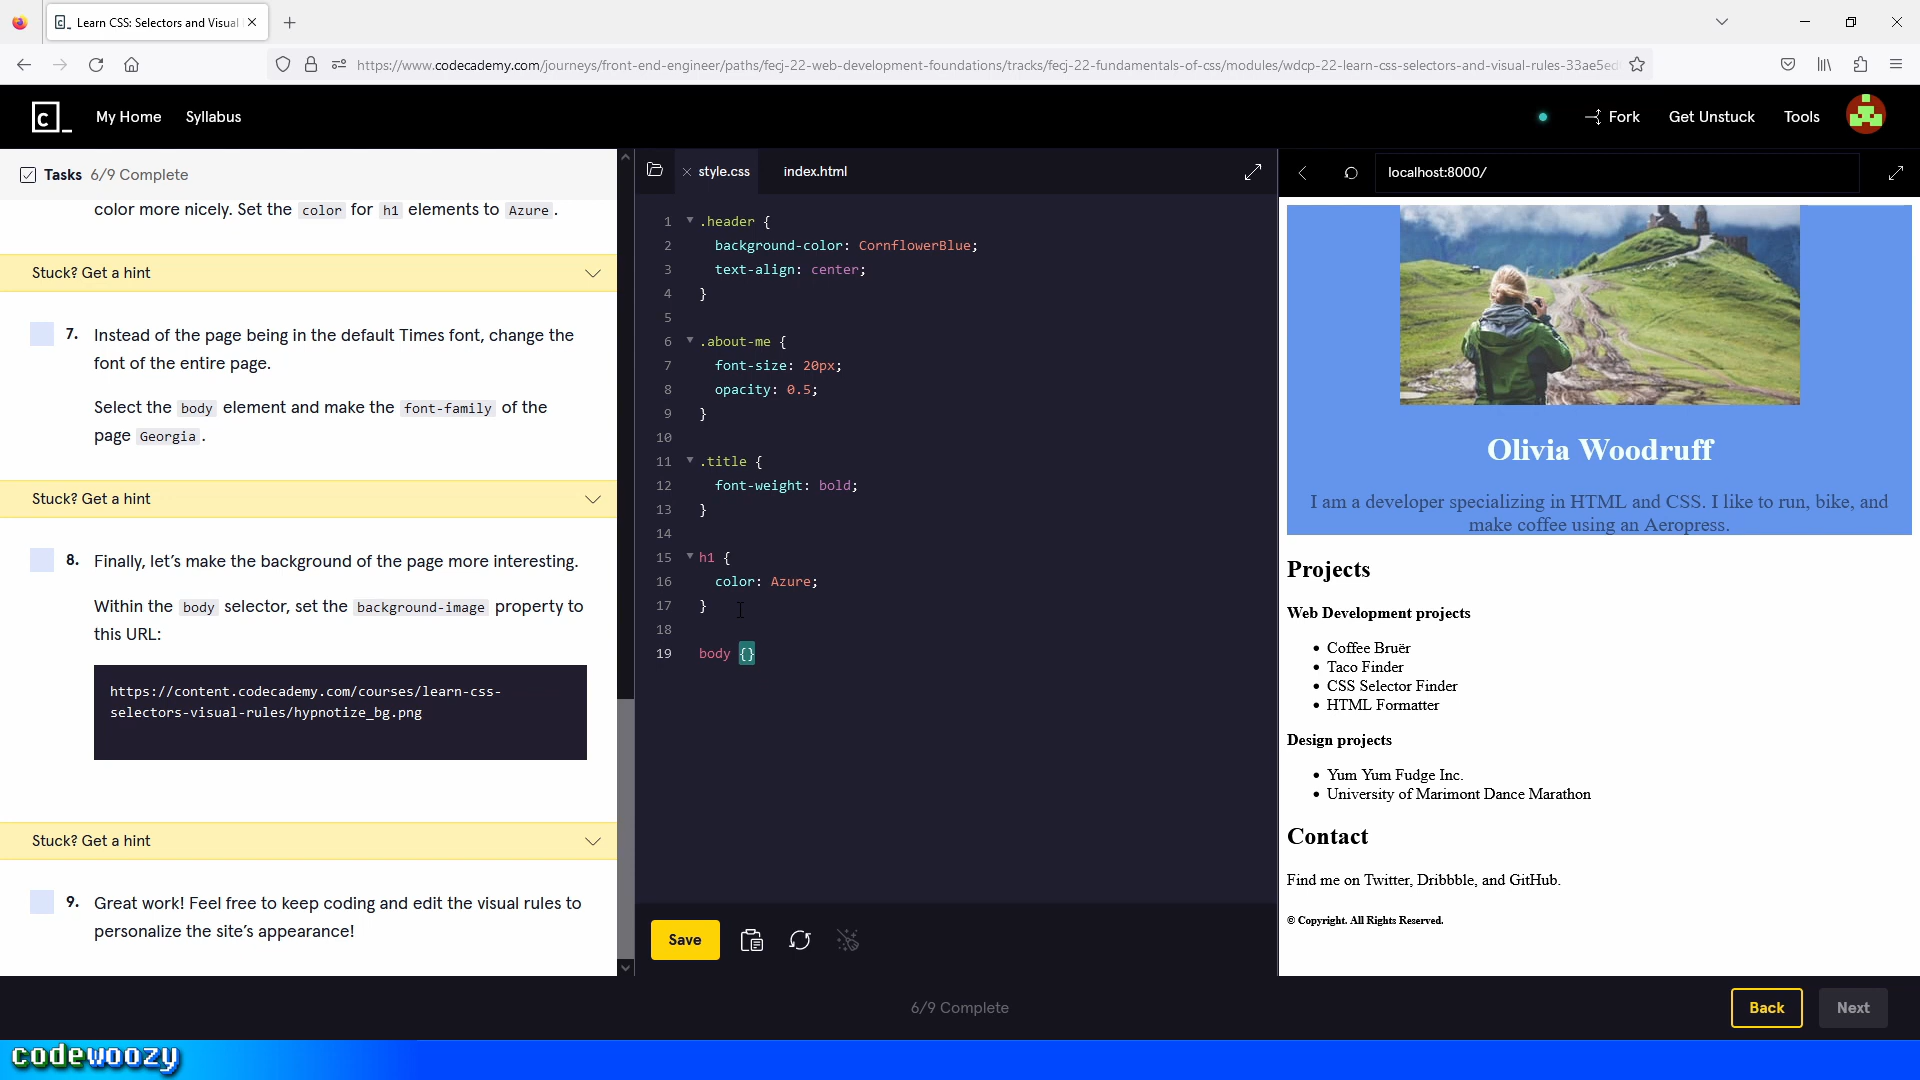 Learn CSS: Selectors and Visual
https://www.codecademy.com/journeys/front-end-engineer/paths/fecj-22-web-development-foundations/tracks/fecj-22-fundamentals-of-css/modules/wdcp-22-learn-css-selectors-and-visual-rules-33ae5ed
c_
My Home
Syllabus
Fork
Get Unstuck
Tools
Tasks 6/9 Complete
color more nicely. Set the color for h1 elements to Azure.
Stuck? Get a hint
7. Instead of the page being in the default Times font, change the
font of the entire page.
Select the body element and make the font-family of the
page Georgia.
Stuck? Get a hint
8. Finally, let's make the background of the page more interesting.
Within the body selector, set the background-image property to
this URL:
https://content.codecademy.com/courses/learn-css-
selectors-visual-rules/hypnotize_bg.png
Stuck? Get a hint
9. Great work! Feel free to keep coding and edit the visual rules to
personalize the site's appearance!
style.css
index.html
1 .header {
2 background-color: CornflowerBlue;
3 text-align: center;
4 }
5
6 .about-me {
7 font-size: 20px;
8 opacity: 0.5;
9 }
10
11 .title {
12 font-weight: bold;
13 }
14
15 h1 {
16 color: Azure;
17 }
18
19 body {}
Save
localhost:8000/
Olivia Woodruff
I am a developer specializing in HTML and CSS. I like to run, bike, and
make coffee using an Aeropress.
Projects
Web Development projects
• Coffee Bruër
• Taco Finder
• CSS Selector Finder
• HTML Formatter
Design projects
• Yum Yum Fudge Inc.
• University of Marimont Dance Marathon
Contact
Find me on Twitter, Dribbble, and GitHub.
© Copyright. All Rights Reserved.
6/9 Complete
Back
Next
codewoozy